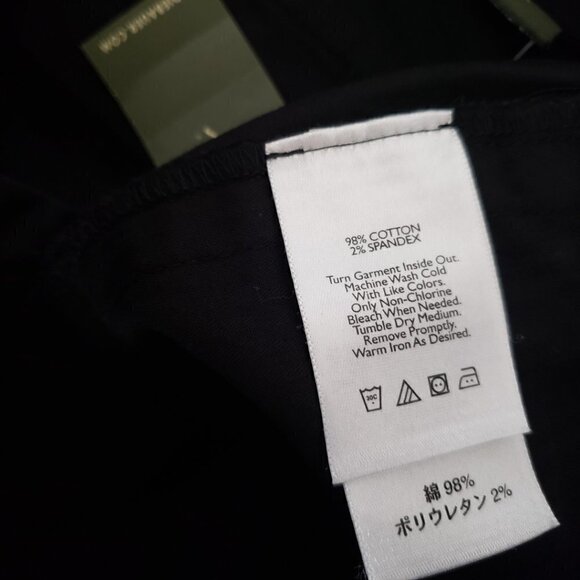 98% COTTON
2% SPANDEX
Turn Garment Inside Out.
Machine Wash Cold
With Like Colors.
Only Non-Chlorine
Bleach When Needed.
Tumble Dry Medium.
Remove Promptly.
Warm Iron As Desired.
30C
綿 98%
ポリウレタン 2%